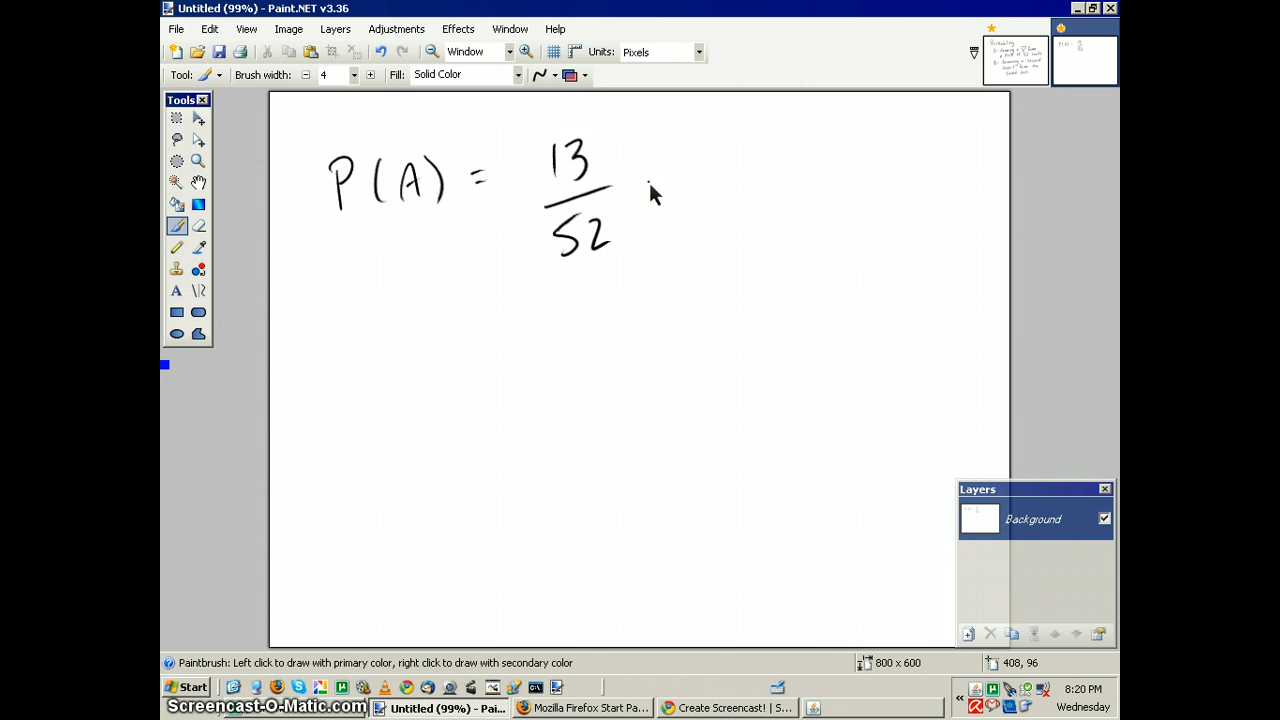 Untitled (99%) - Paint.NET v3.36
File Edit View Image Layers Adjustments Effects Window Help
Window Units: Pixels
Tool: Brush width: Fill: Solid Color
Tools
P(A) = 13/52
Layers
Background
Paintbrush: Left click to draw with primary color, right click to draw with secondary color 800 x 600 408, 96
Start 8:20 PM
Screencast-O-Matic.com Untitled (99%) - Pai... Mozilla Firefox Start Pa... Create Screencast! | S... Wednesday